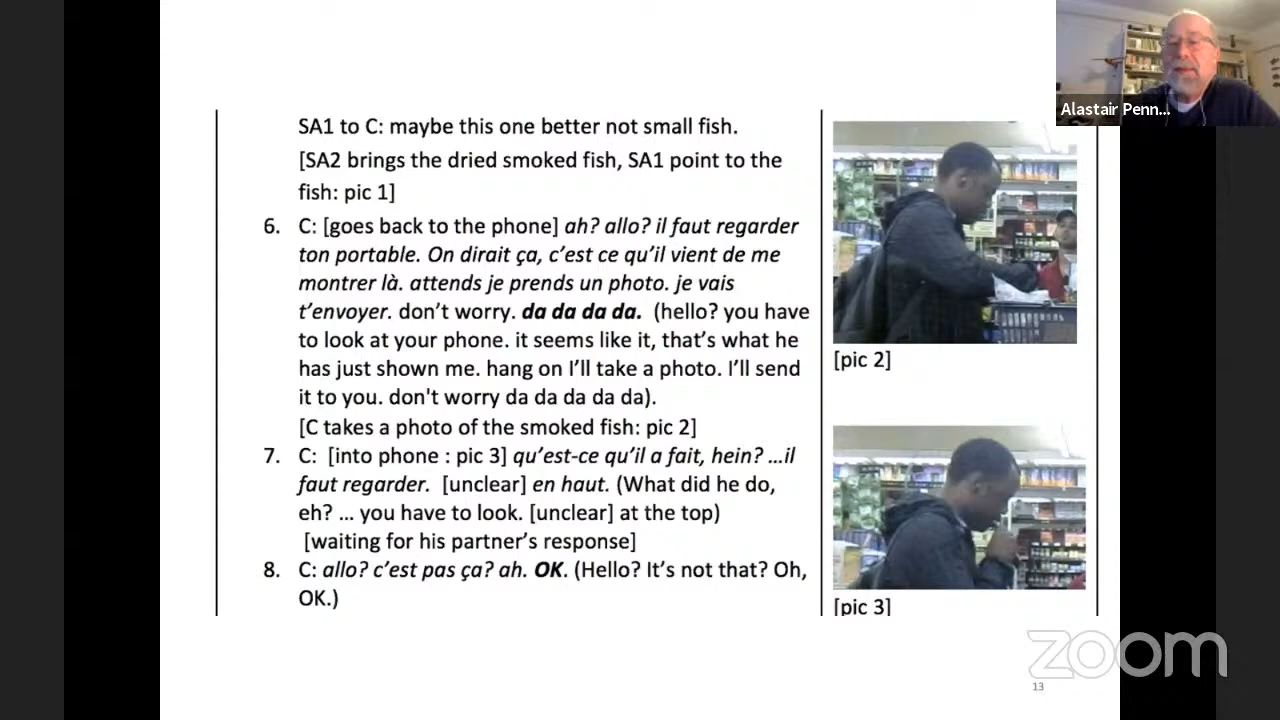 Alastair Penn...
SA1 to C: maybe this one better not small fish.
[SA2 brings the dried smoked fish, SA1 point to the
fish: pic 1]
6. C: [goes back to the phone] ah? allo? il faut regarder
ton portable. On dirait ça, c’est ce qu’il vient de me
montrer là. attends je prends un photo. je vais
t’envoyer. don’t worry. da da da da. (hello? you have
to look at your phone. it seems like it, that’s what he
has just shown me. hang on I’ll take a photo. I’ll send
it to you. don't worry da da da da da).
[C takes a photo of the smoked fish: pic 2]
7. C: [into phone : pic 3] qu’est-ce qu’il a fait, hein? …il
faut regarder. [unclear] en haut. (What did he do,
eh? … you have to look. [unclear] at the top)
[waiting for his partner’s response]
8. C: allo? c’est pas ça? ah. OK. (Hello? It’s not that? Oh,
OK.)
[pic 2]
[pic 3]
zoom
13